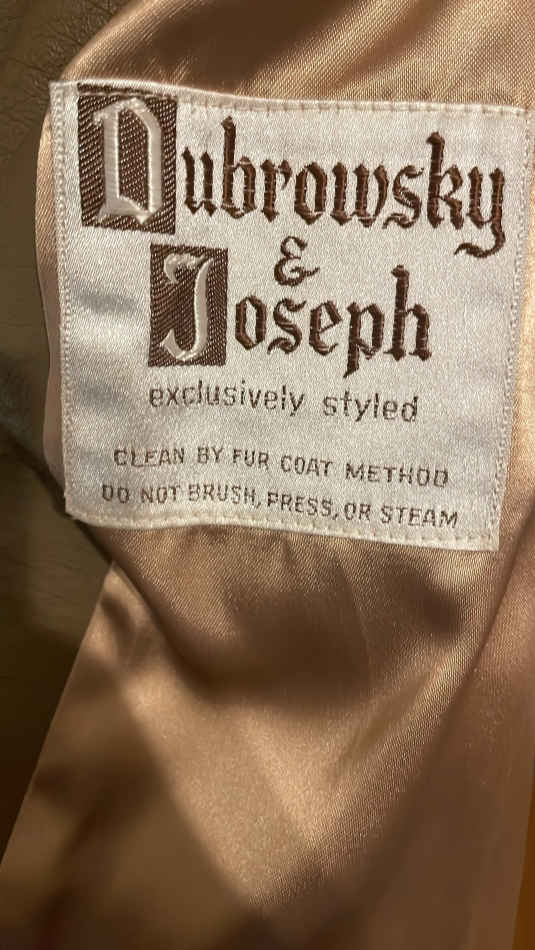 Dubrowsky
&
Joseph
exclusively styled
CLEAN BY FUR COAT METHOD
DO NOT BRUSH, PRESS, OR STEAM